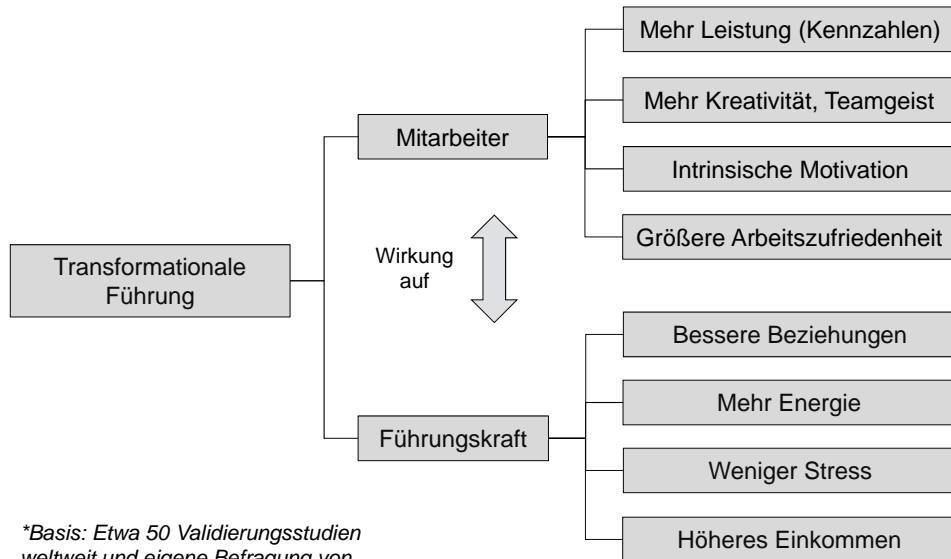 Mehr Leistung (Kennzahlen)
Mehr Kreativität, Teamgeist
Mitarbeiter
Intrinsische Motivation
Größere Arbeitszufriedenheit
Wirkung
auf
Transformationale
Führung
Bessere Beziehungen
Mehr Energie
Führungskraft
Weniger Stress
Höheres Einkommen
*Basis: Etwa 50 Validierungsstudien
weltweit und eigene Befragung von